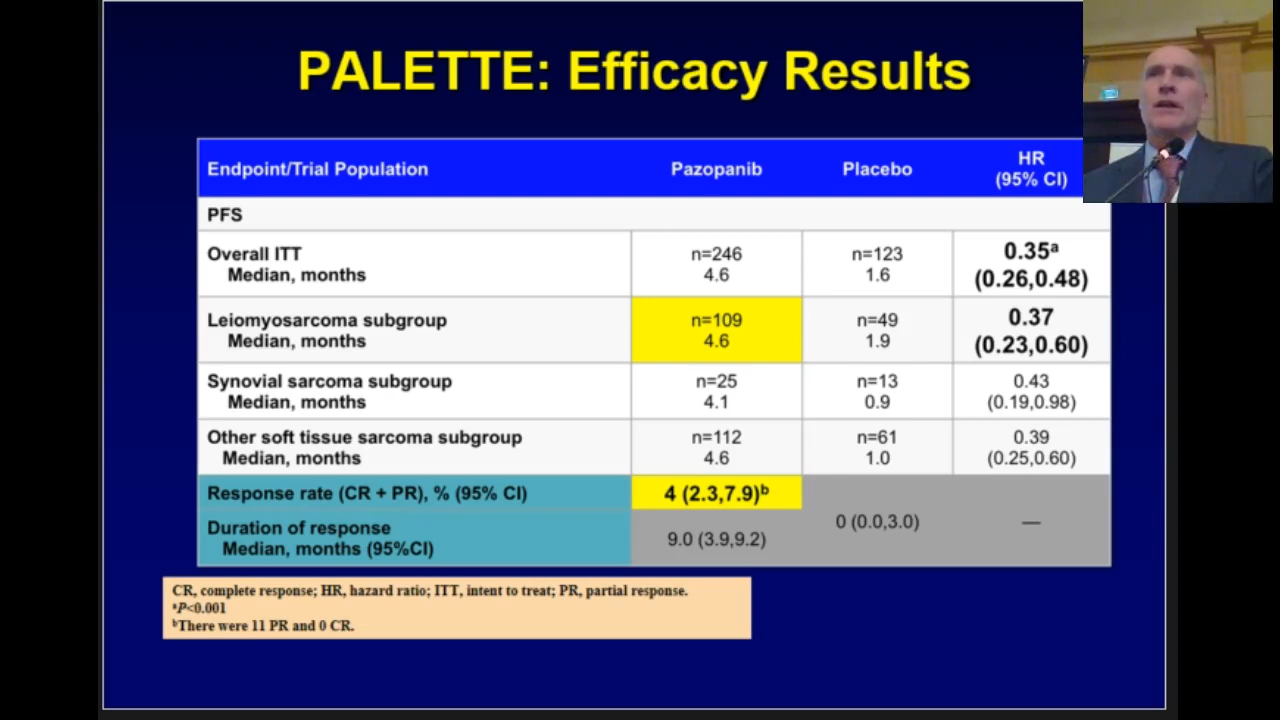 PALETTE: Efficacy Results
Endpoint/Trial Population Pazopanib Placebo HR (95% CI)
PFS
Overall ITT n=246 n=123 0.35ᵃ
Median, months 4.6 1.6 (0.26,0.48)
Leiomyosarcoma subgroup n=109 n=49 0.37
Median, months 4.6 1.9 (0.23,0.60)
Synovial sarcoma subgroup n=25 n=13 0.43
Median, months 4.1 0.9 (0.19,0.98)
Other soft tissue sarcoma subgroup n=112 n=61 0.39
Median, months 4.6 1.0 (0.25,0.60)
Response rate (CR + PR), % (95% CI) 4 (2.3,7.9)ᵇ 0 (0.0,3.0) —
Duration of response
Median, months (95%CI) 9.0 (3.9,9.2)
CR, complete response; HR, hazard ratio; ITT, intent to treat; PR, partial response.
ᵃP<0.001
ᵇThere were 11 PR and 0 CR.